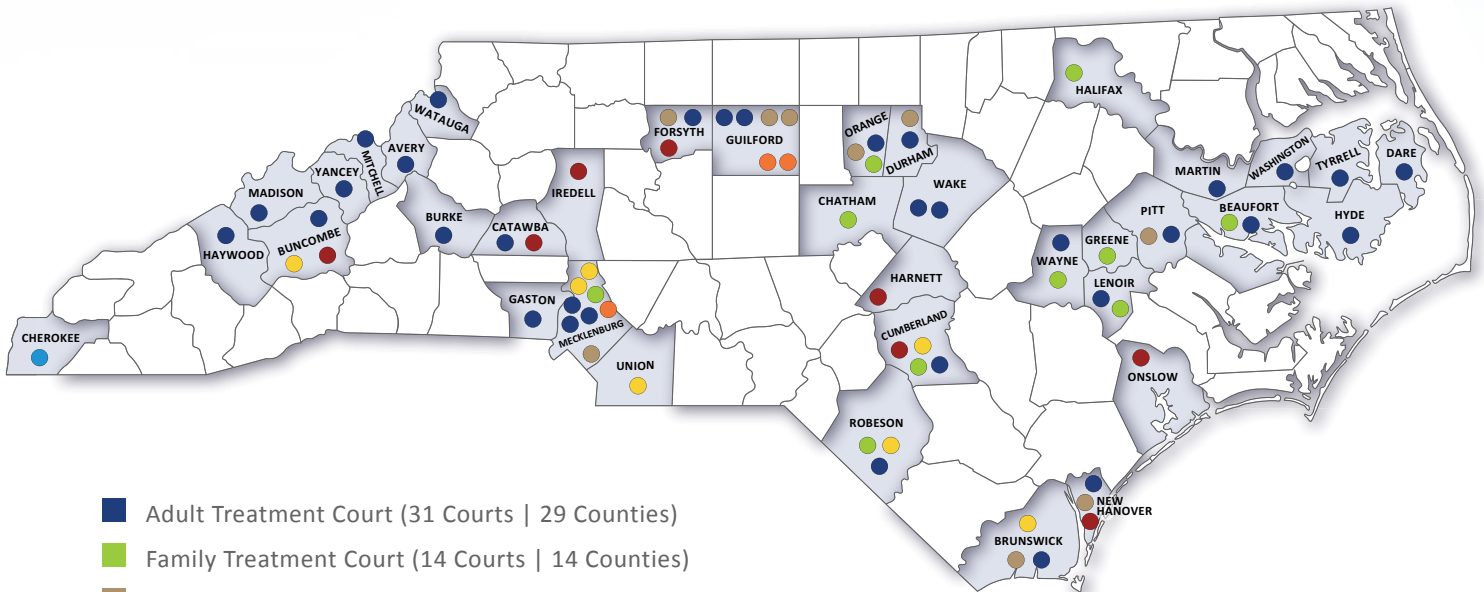 HALIFAX
WATAUGA
FORSYTH
GUILFORD
ORANGE
DURHAM
MITCHELL
AVERY
YANCEY
MADISON
IREDELL
WASHINGTON
TYRRELL
DARE
MARTIN
WAKE
CHATHAM
BURKE
CATAWBA
BUNCOMBE
HAYWOOD
PITT
BEAUFORT
HYDE
GREENE
WAYNE
LENOIR
HARNETT
GASTON
MECKLENBURG
CUMBERLAND
CHEROKEE
UNION
ONSLOW
ROBESON
NEW
HANOVER
BRUNSWICK
Adult Treatment Court (31 Courts | 29 Counties)
Family Treatment Court (14 Courts | 14 Counties)